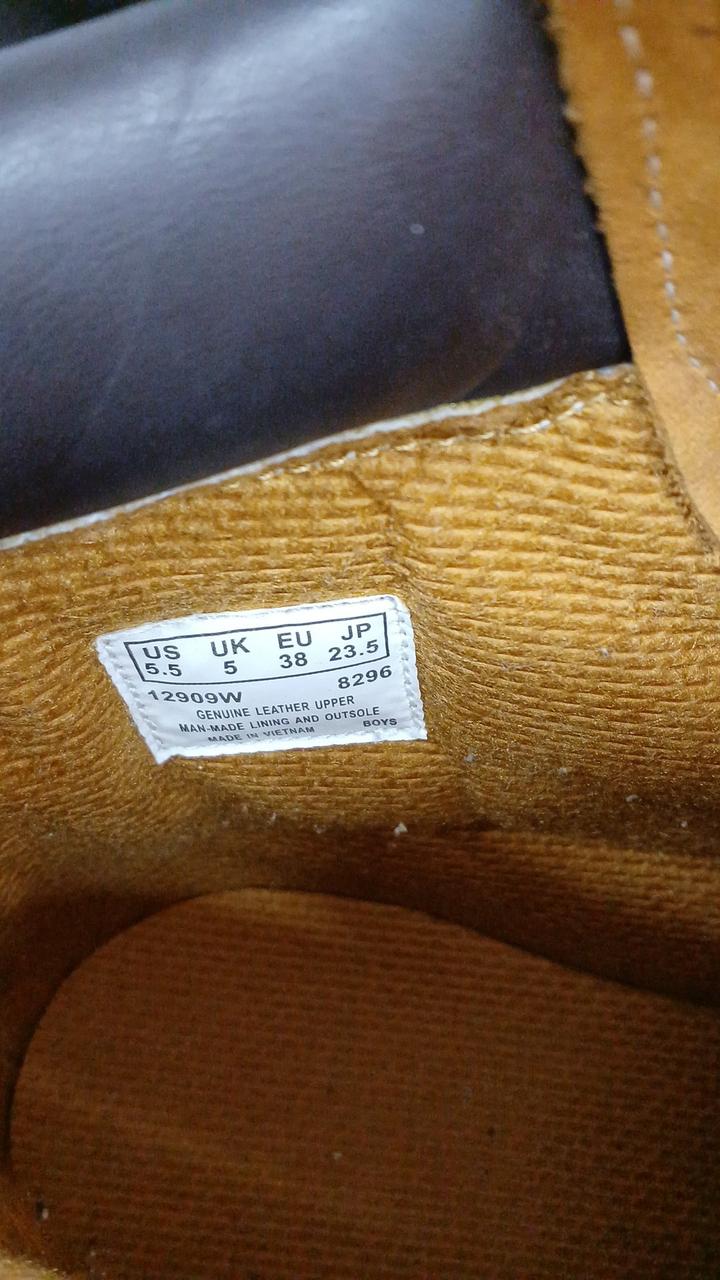 US UK EU JP
5.5 5 38 23.5
12909W 8296
GENUINE LEATHER UPPER
MAN-MADE LINING AND OUTSOLE
MADE IN VIETNAM BOYS